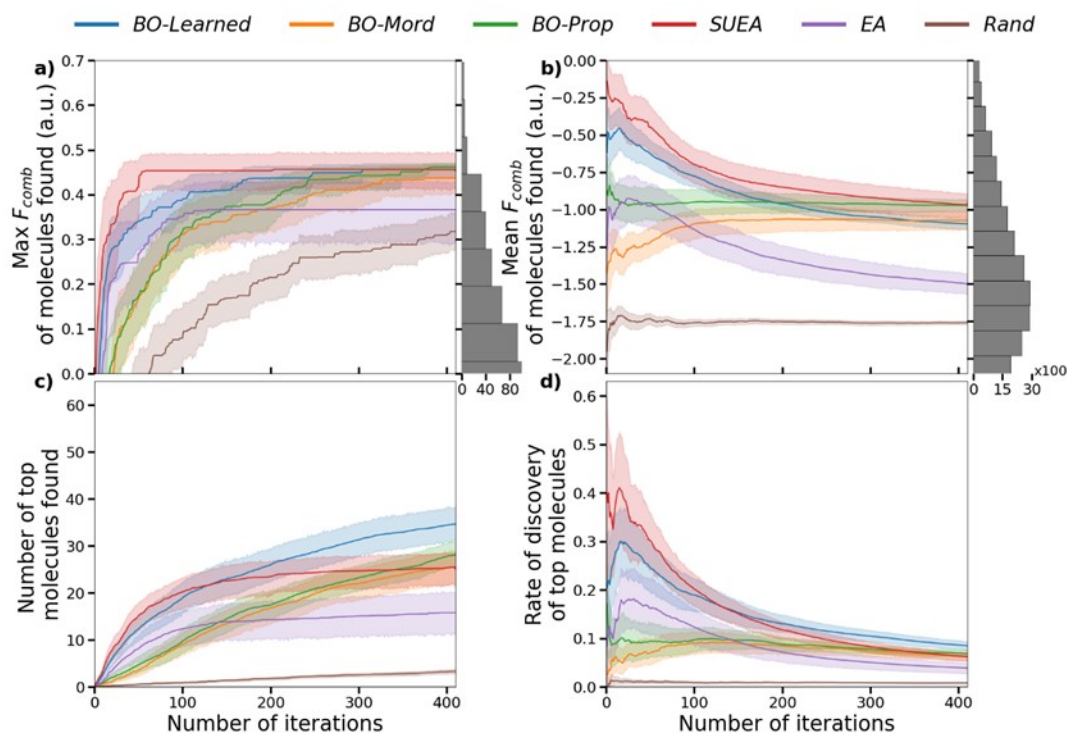 BO-Learned BO-Mord BO-Prop SUEA EA Rand
a)
Max F_comb
of molecules found (a.u.)
0.7
0.6
0.5
0.4
0.3
0.2
0.1
0.0
0 40 80
b)
Mean F_comb
of molecules found (a.u.)
0.00
−0.25
−0.50
−0.75
−1.00
−1.25
−1.50
−1.75
−2.00
0 15 30
x100
c)
Number of top
molecules found
60
50
40
30
20
10
0
0 100 200 300 400
Number of iterations
d)
Rate of discovery
of top molecules
0.6
0.5
0.4
0.3
0.2
0.1
0.0
0 100 200 300 400
Number of iterations